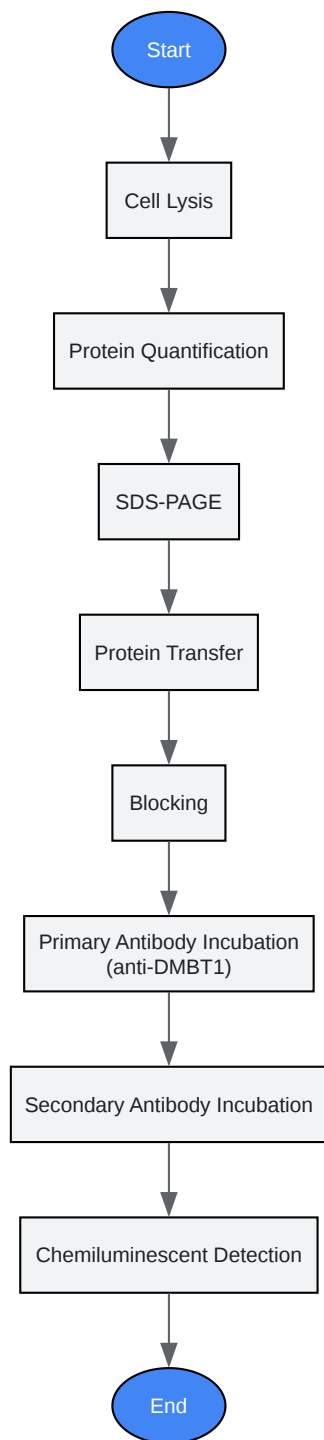 Start
Cell Lysis
Protein Quantification
SDS-PAGE
Protein Transfer
Blocking
Primary Antibody Incubation
(anti-DMBT1)
Secondary Antibody Incubation
Chemiluminescent Detection
End